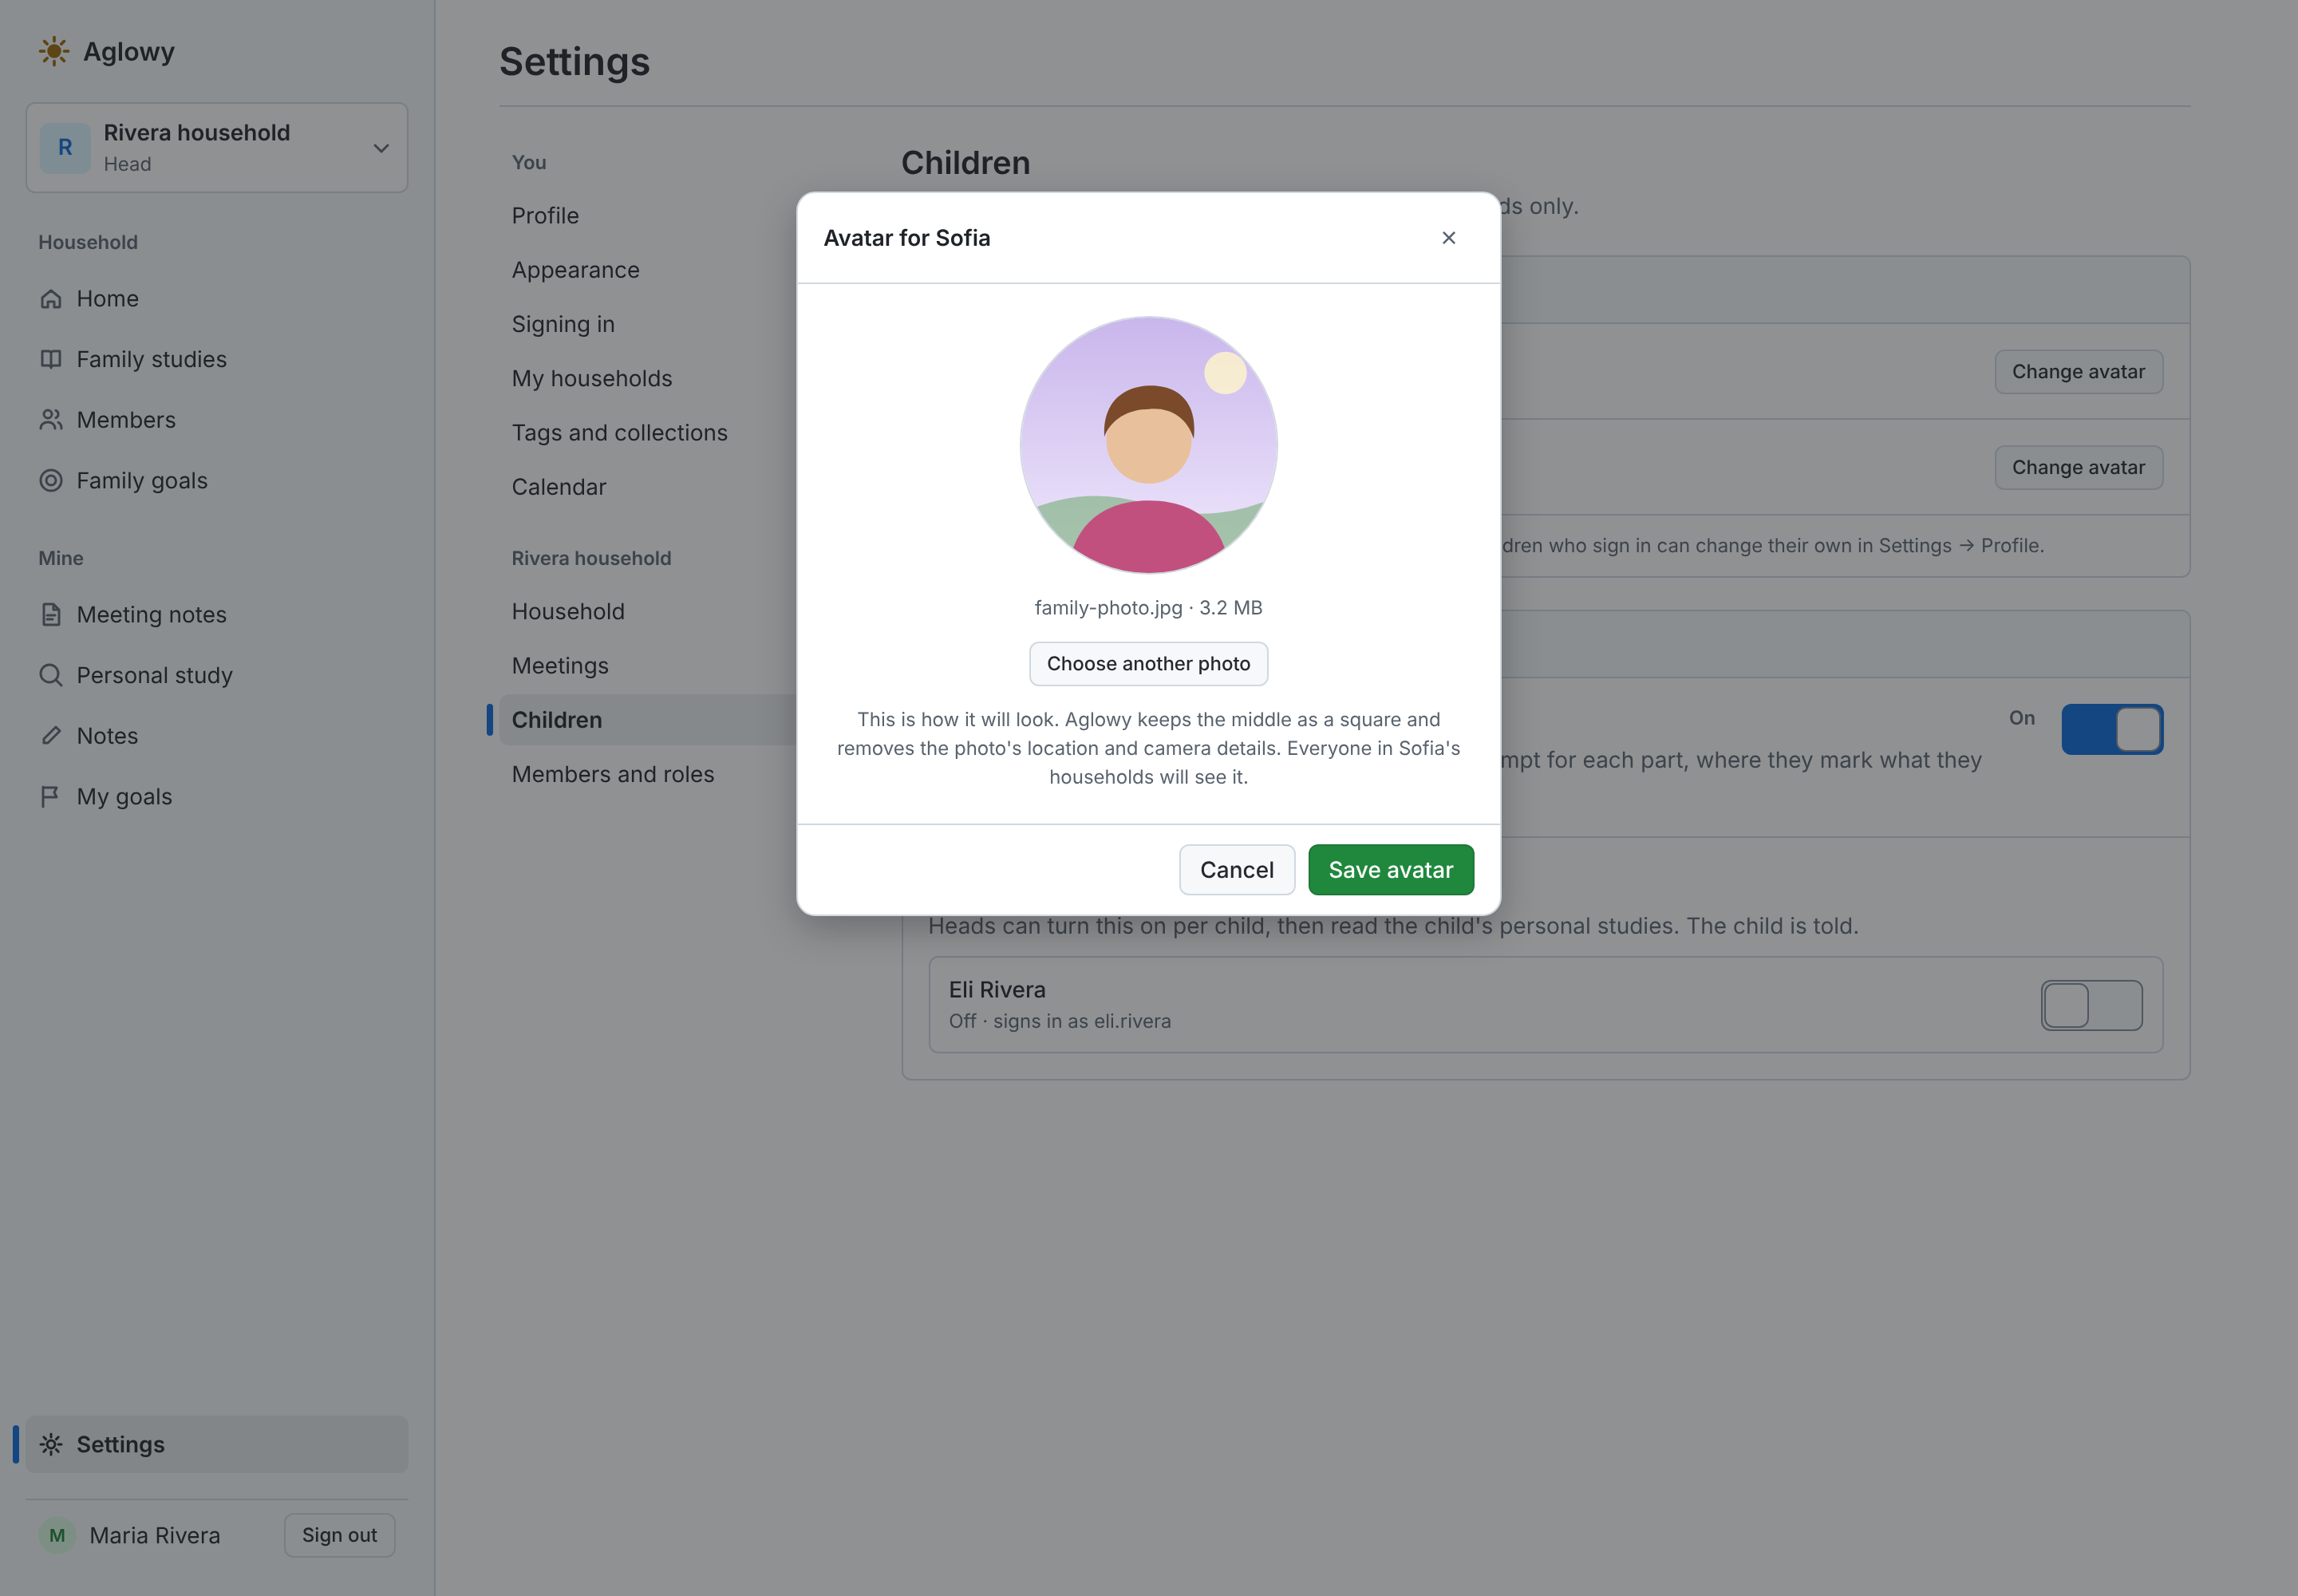 Aglowy
R
Rivera household
Head
Household
Home
Family studies
Members
Family goals
Mine
Meeting notes
Personal study
Notes
My goals
Settings
M
Maria Rivera
Sign out
Settings
You
Profile
Appearance
Signing in
My households
Tags and collections
Calendar
Rivera household
Household
Meetings
Children
Members and roles
Children
ds only.
Change avatar
Change avatar
dren who sign in can change their own in Settings → Profile.
On
mpt for each part, where they mark what they
Heads can turn this on per child, then read the child's personal studies. The child is told.
Eli Rivera
Off · signs in as eli.rivera
Avatar for Sofia
family-photo.jpg · 3.2 MB
Choose another photo
This is how it will look. Aglowy keeps the middle as a square and
removes the photo's location and camera details. Everyone in Sofia's
households will see it.
Cancel
Save avatar